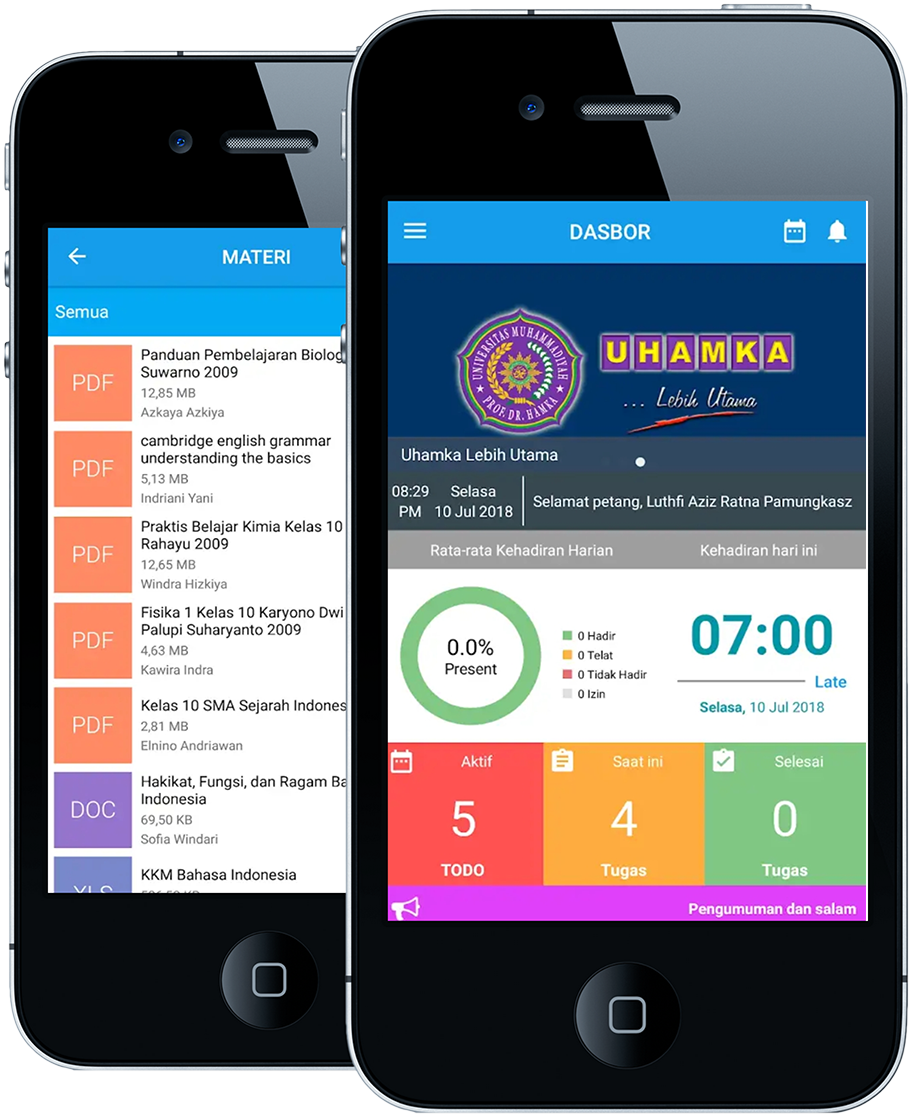 MATERI
Semua
PDF
Panduan Pembelajaran Biolog
Suwarno 2009
12,85 MB
Azkaya Azkiya
PDF
cambridge english grammar
understanding the basics
5,13 MB
Indriani Yani
PDF
Praktis Belajar Kimia Kelas 10
Rahayu 2009
12,65 MB
Windra Hizkiya
PDF
Fisika 1 Kelas 10 Karyono Dwi
Palupi Suharyanto 2009
4,63 MB
Kawira Indra
PDF
Kelas 10 SMA Sejarah Indones
2,81 MB
Elnino Andriawan
DOC
Hakikat, Fungsi, dan Ragam Ba
Indonesia
69,50 KB
Sofia Windari
XLS
KKM Bahasa Indonesia
DASBOR
UNIVERSITAS MUHAMMADIYAH
PROF. DR. HAMKA
UHAMKA
... Lebih Utama
Uhamka Lebih Utama
08:29
PM
Selasa
10 Jul 2018
Selamat petang, Luthfi Aziz Ratna Pamungkasz
Rata-rata Kehadiran Harian
Kehadiran hari ini
0.0%
Present
0 Hadir
0 Telat
0 Tidak Hadir
0 Izin
07:00
Late
Selasa, 10 Jul 2018
Aktif
5
TODO
Saat ini
4
Tugas
Selesai
0
Tugas
Pengumuman dan salam